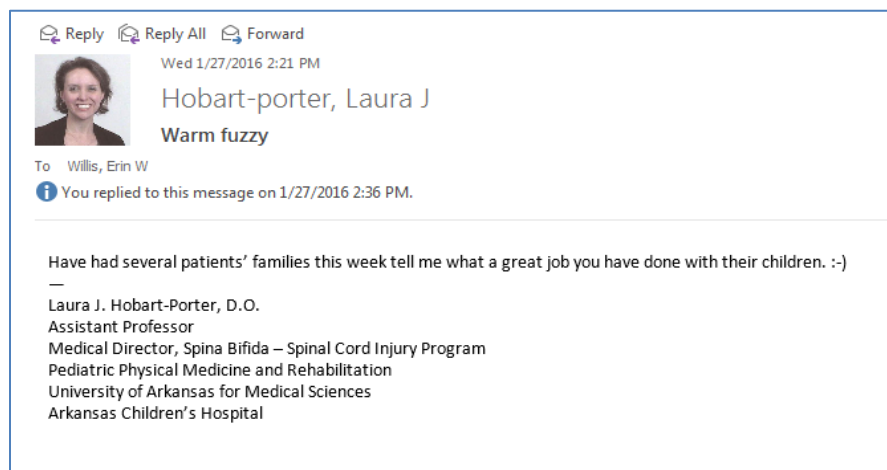 Reply Reply All Forward
Wed 1/27/2016 2:21 PM
Hobart-porter, Laura J
Warm fuzzy
To Willis, Erin W
You replied to this message on 1/27/2016 2:36 PM.
Have had several patients’ families this week tell me what a great job you have done with their children. :-)
—
Laura J. Hobart-Porter, D.O.
Assistant Professor
Medical Director, Spina Bifida – Spinal Cord Injury Program
Pediatric Physical Medicine and Rehabilitation
University of Arkansas for Medical Sciences
Arkansas Children’s Hospital